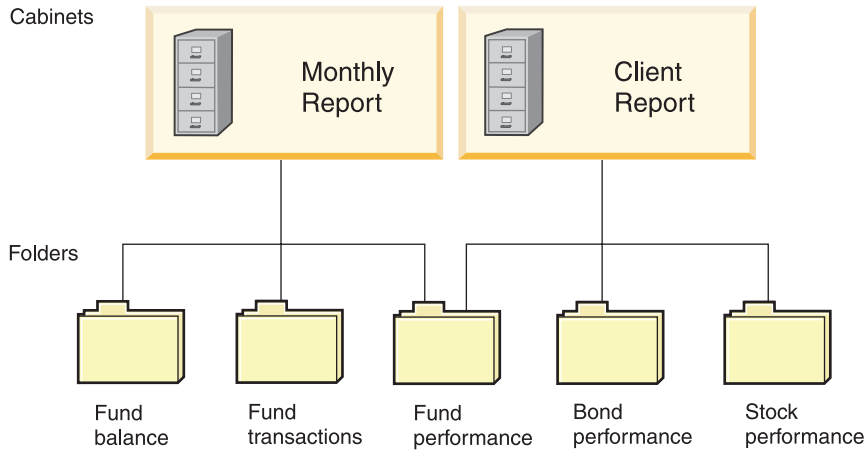 Cabinets
Monthly
Report
Client
Report
Folders
Fund
balance
Fund
transactions
Fund
performance
Bond
performance
Stock
performance